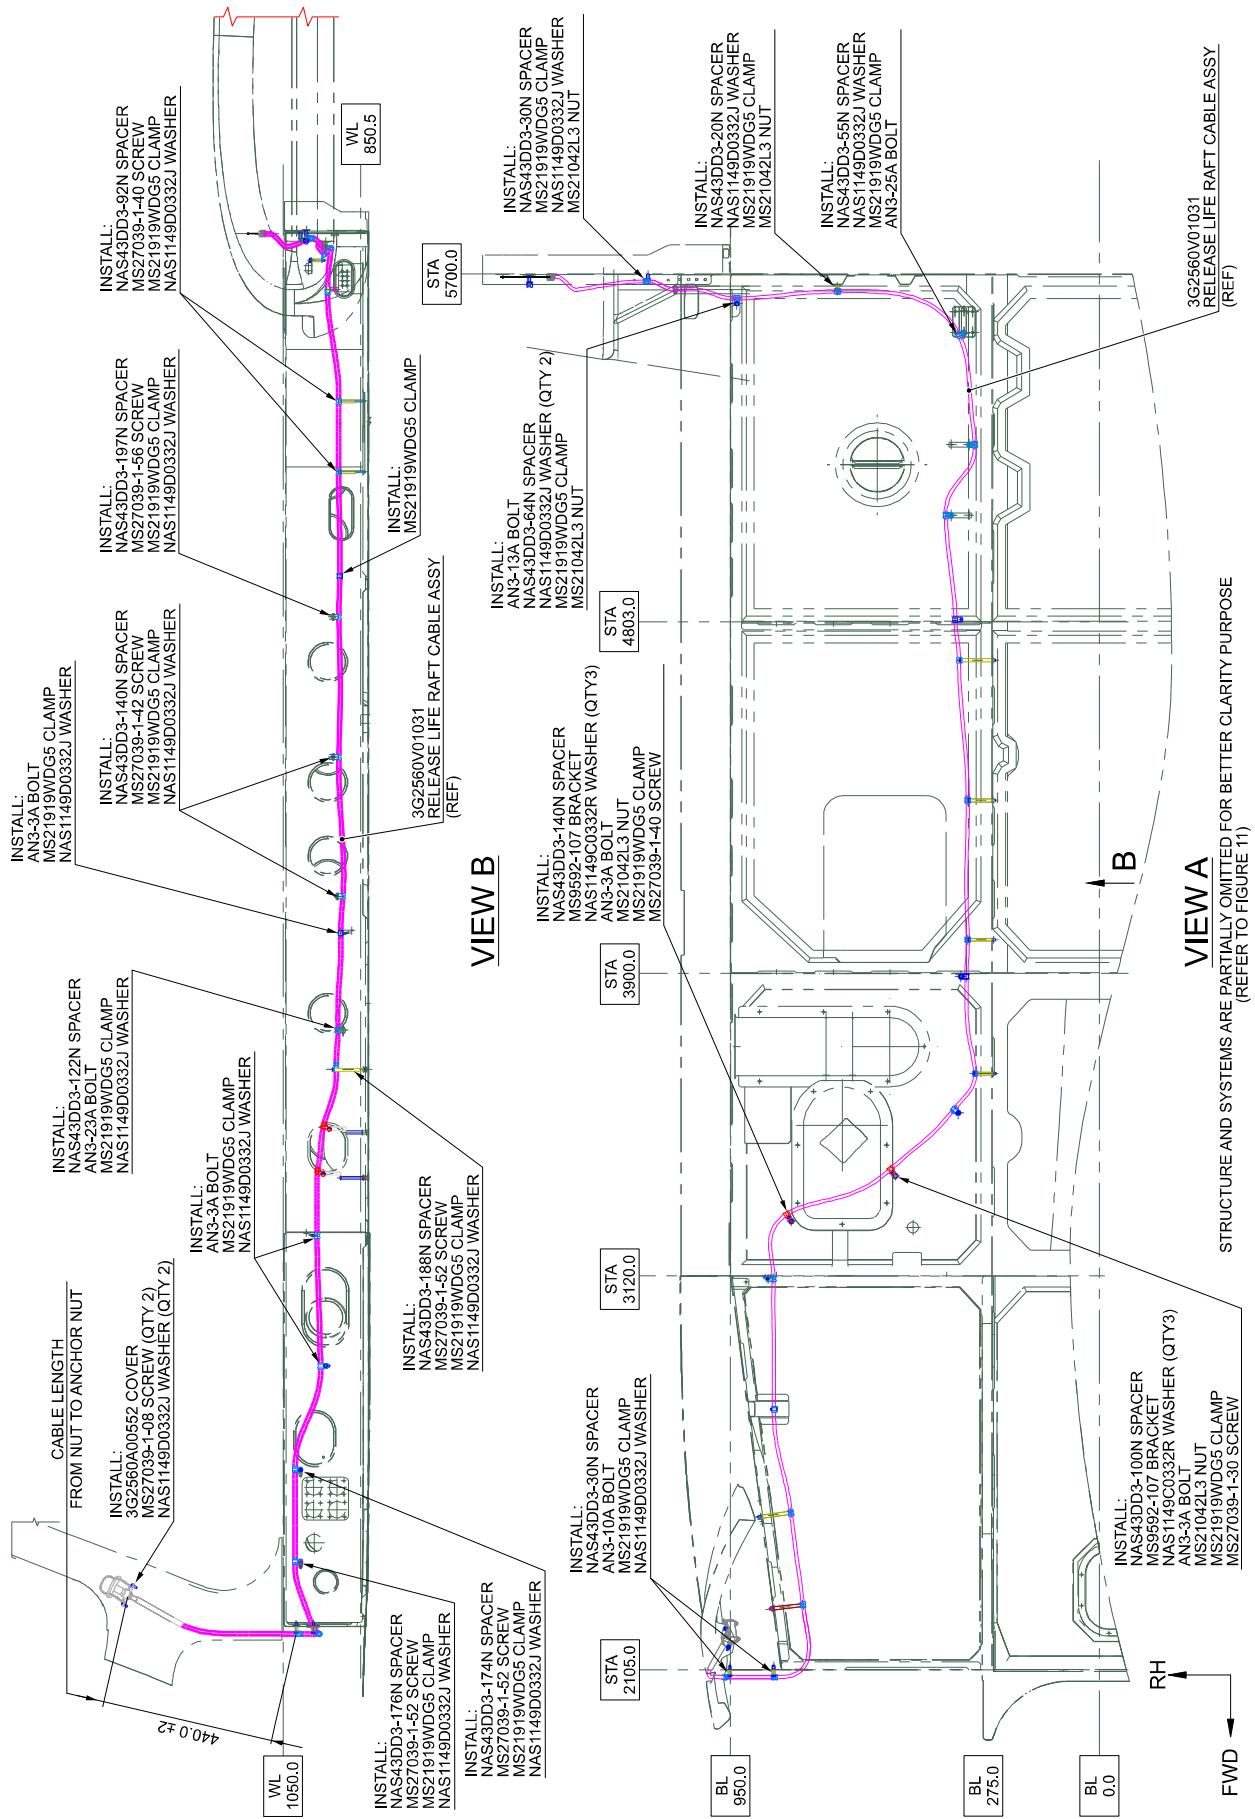 CABLE LENGTH
FROM NUT TO ANCHOR NUT
440.0 ±2
INSTALL:
3G2560A00552 COVER
MS27039-1-08 SCREW (QTY 2)
NAS1149D0332J WASHER (QTY 2)
INSTALL:
NAS43DD3-122N SPACER
AN3-23A BOLT
MS21919WDG5 CLAMP
NAS1149D0332J WASHER
INSTALL:
AN3-3A BOLT
MS21919WDG5 CLAMP
NAS1149D0332J WASHER
INSTALL:
AN3-3A BOLT
MS21919WDG5 CLAMP
NAS1149D0332J WASHER
INSTALL:
NAS43DD3-140N SPACER
MS27039-1-42 SCREW
MS21919WDG5 CLAMP
NAS1149D0332J WASHER
INSTALL:
NAS43DD3-197N SPACER
MS27039-1-56 SCREW
MS21919WDG5 CLAMP
NAS1149D0332J WASHER
INSTALL:
NAS43DD3-92N SPACER
MS27039-1-40 SCREW
MS21919WDG5 CLAMP
NAS1149D0332J WASHER
WL
850.5
WL
1050.0
INSTALL:
NAS43DD3-176N SPACER
MS27039-1-52 SCREW
MS21919WDG5 CLAMP
NAS1149D0332J WASHER
INSTALL:
NAS43DD3-174N SPACER
MS27039-1-52 SCREW
MS21919WDG5 CLAMP
NAS1149D0332J WASHER
INSTALL:
NAS43DD3-188N SPACER
MS27039-1-52 SCREW
MS21919WDG5 CLAMP
NAS1149D0332J WASHER
3G2560V01031
RELEASE LIFE RAFT CABLE ASSY
(REF)
INSTALL:
MS21919WDG5 CLAMP
VIEW B
STA
2105.0
STA
3120.0
STA
3900.0
STA
4803.0
STA
5700.0
INSTALL:
NAS43DD3-30N SPACER
AN3-10A BOLT
MS21919WDG5 CLAMP
NAS1149D0332J WASHER
INSTALL:
NAS43DD3-140N SPACER
MS9592-107 BRACKET
NAS1149C0332R WASHER (QTY3)
AN3-3A BOLT
MS21042L3 NUT
MS21919WDG5 CLAMP
MS27039-1-40 SCREW
INSTALL:
AN3-13A BOLT
NAS43DD3-64N SPACER
NAS1149D0332J WASHER (QTY 2)
MS21919WDG5 CLAMP
MS21042L3 NUT
INSTALL:
NAS43DD3-30N SPACER
MS21919WDG5 CLAMP
NAS1149D0332J WASHER
MS21042L3 NUT
INSTALL:
NAS43DD3-20N SPACER
NAS1149D0332J WASHER
MS21919WDG5 CLAMP
MS21042L3 NUT
INSTALL:
NAS43DD3-55N SPACER
NAS1149D0332J WASHER
MS21919WDG5 CLAMP
AN3-25A BOLT
BL
950.0
BL
275.0
BL
0.0
INSTALL:
NAS43DD3-100N SPACER
MS9592-107 BRACKET
NAS1149C0332R WASHER (QTY3)
AN3-3A BOLT
MS21042L3 NUT
MS21919WDG5 CLAMP
MS27039-1-30 SCREW
3G2560V01031
RELEASE LIFE RAFT CABLE ASSY
(REF)
B
RH
FWD
VIEW A
STRUCTURE AND SYSTEMS ARE PARTIALLY OMITTED FOR BETTER CLARITY PURPOSE
(REFER TO FIGURE 11)